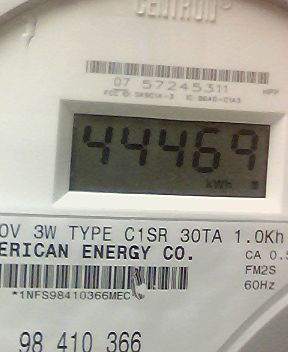 CENTRON®
07 57245311
44469
kWh
0V 3W TYPE C1SR 30TA 1.0Kh
ERICAN ENERGY CO.
CA 0.5
FM2S
60Hz
*1NFS98410366MEC
98 410 366